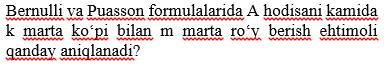 Bernulli va Puasson formulalarida A hodisani kamida
k marta ko‘pi bilan m marta ro‘y berish ehtimoli
qanday aniqlanadi?